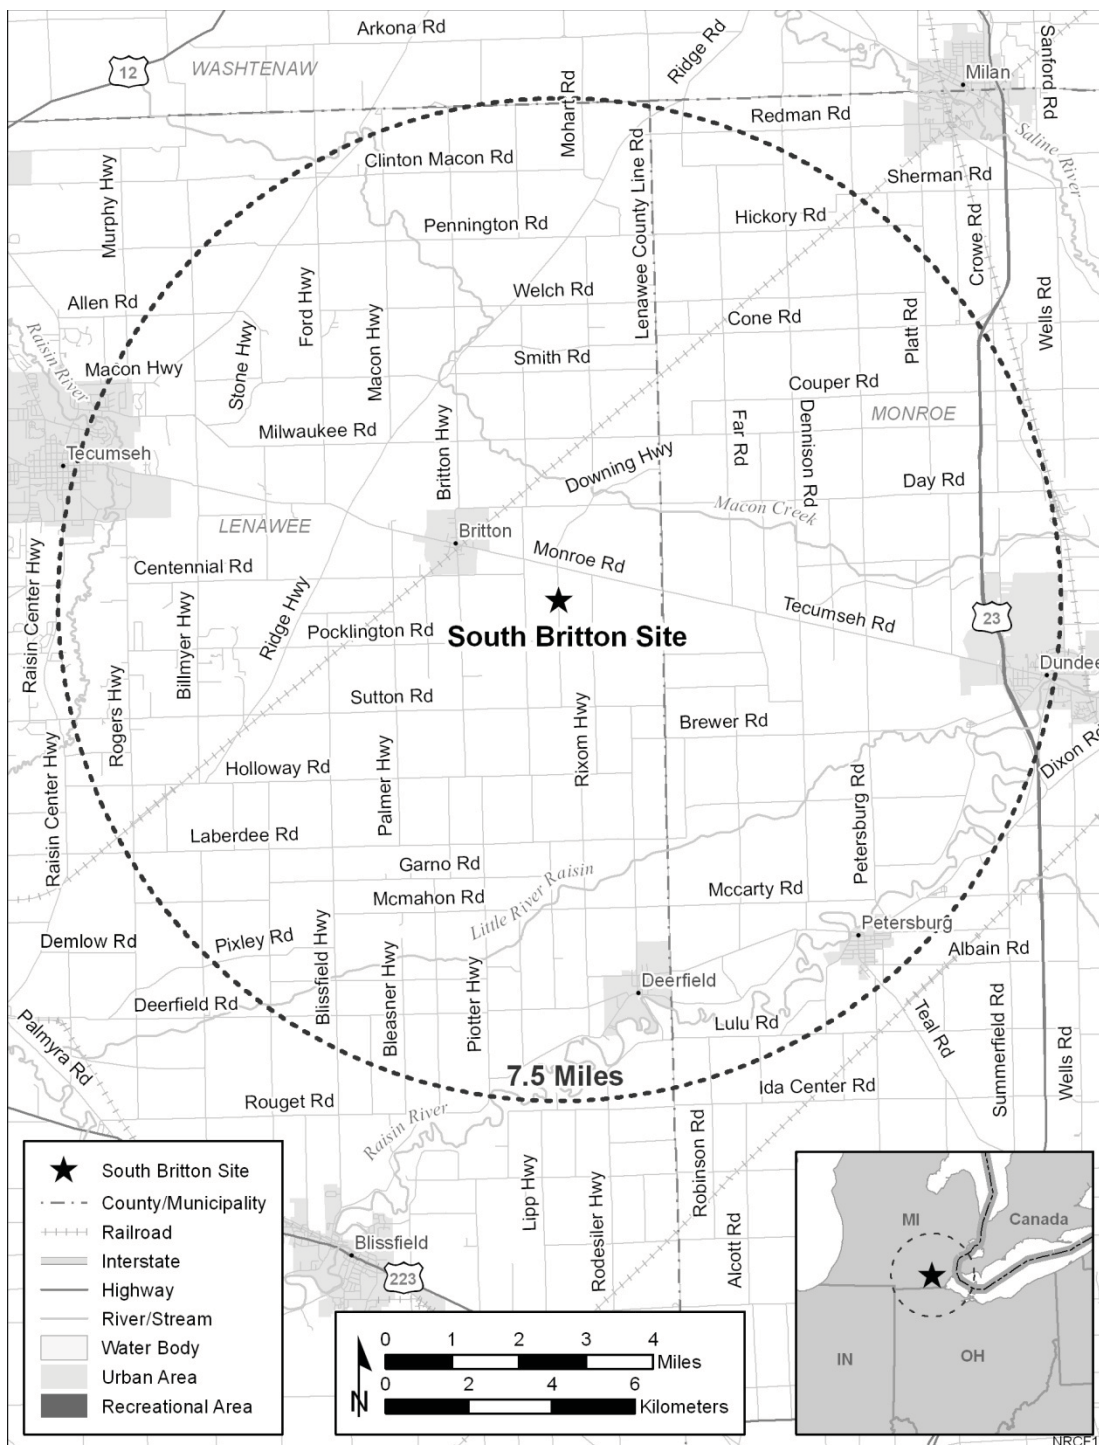 Arkona Rd
Ridge Rd
Sanford Rd
12
WASHTENAW
Milan
Mohart Rd
Redman Rd
Saline River
Clinton Macon Rd
Lenawee County Line Rd
Sherman Rd
Murphy Hwy
Pennington Rd
Hickory Rd
Crowe Rd
Allen Rd
Ford Hwy
Welch Rd
Cone Rd
Platt Rd
Wells Rd
Raisin River
Macon Hwy
Stone Hwy
Macon Hwy
Smith Rd
Couper Rd
MONROE
Milwaukee Rd
Britton Hwy
Far Rd
Dennison Rd
Tecumseh
Downing Hwy
Day Rd
Macon Creek
LENAWEE
Britton
Monroe Rd
Raisin Center Hwy
Centennial Rd
Billmyer Hwy
Ridge Hwy
Pocklington Rd
South Britton Site
Tecumseh Rd
23
Dundee
Rogers Hwy
Sutton Rd
Rixom Hwy
Brewer Rd
Dixon Rd
Holloway Rd
Palmer Hwy
Petersburg Rd
Raisin Center Hwy
Laberdee Rd
Garno Rd
Mcmahon Rd
Little River Raisin
Mccarty Rd
Petersburg
Demlow Rd
Pixley Rd
Blissfield Hwy
Bleasner Hwy
Piotter Hwy
Albain Rd
Deerfield Rd
Deerfield
Lulu Rd
Teal Rd
Summerfield Rd
Wells Rd
Palmyra Rd
7.5 Miles
Ida Center Rd
Rouget Rd
Raisin River
Lipp Hwy
Rodesiler Hwy
Robinson Rd
Alcott Rd
Blissfield
223
South Britton Site
County/Municipality
Railroad
Interstate
Highway
River/Stream
Water Body
Urban Area
Recreational Area
N
0 1 2 3 4
Miles
0 2 4 6
Kilometers
MI
Canada
IN
OH
NRCF1